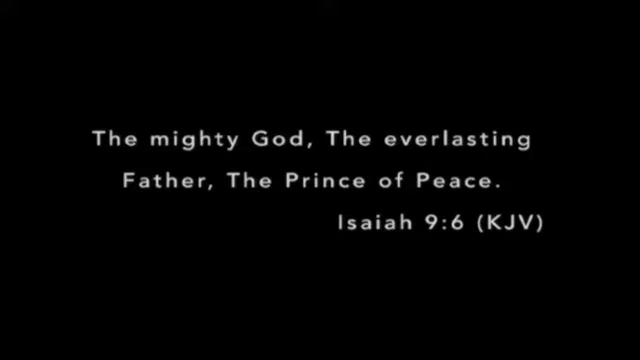 The mighty God, The everlasting
Father, The Prince of Peace.
Isaiah 9:6 (KJV)